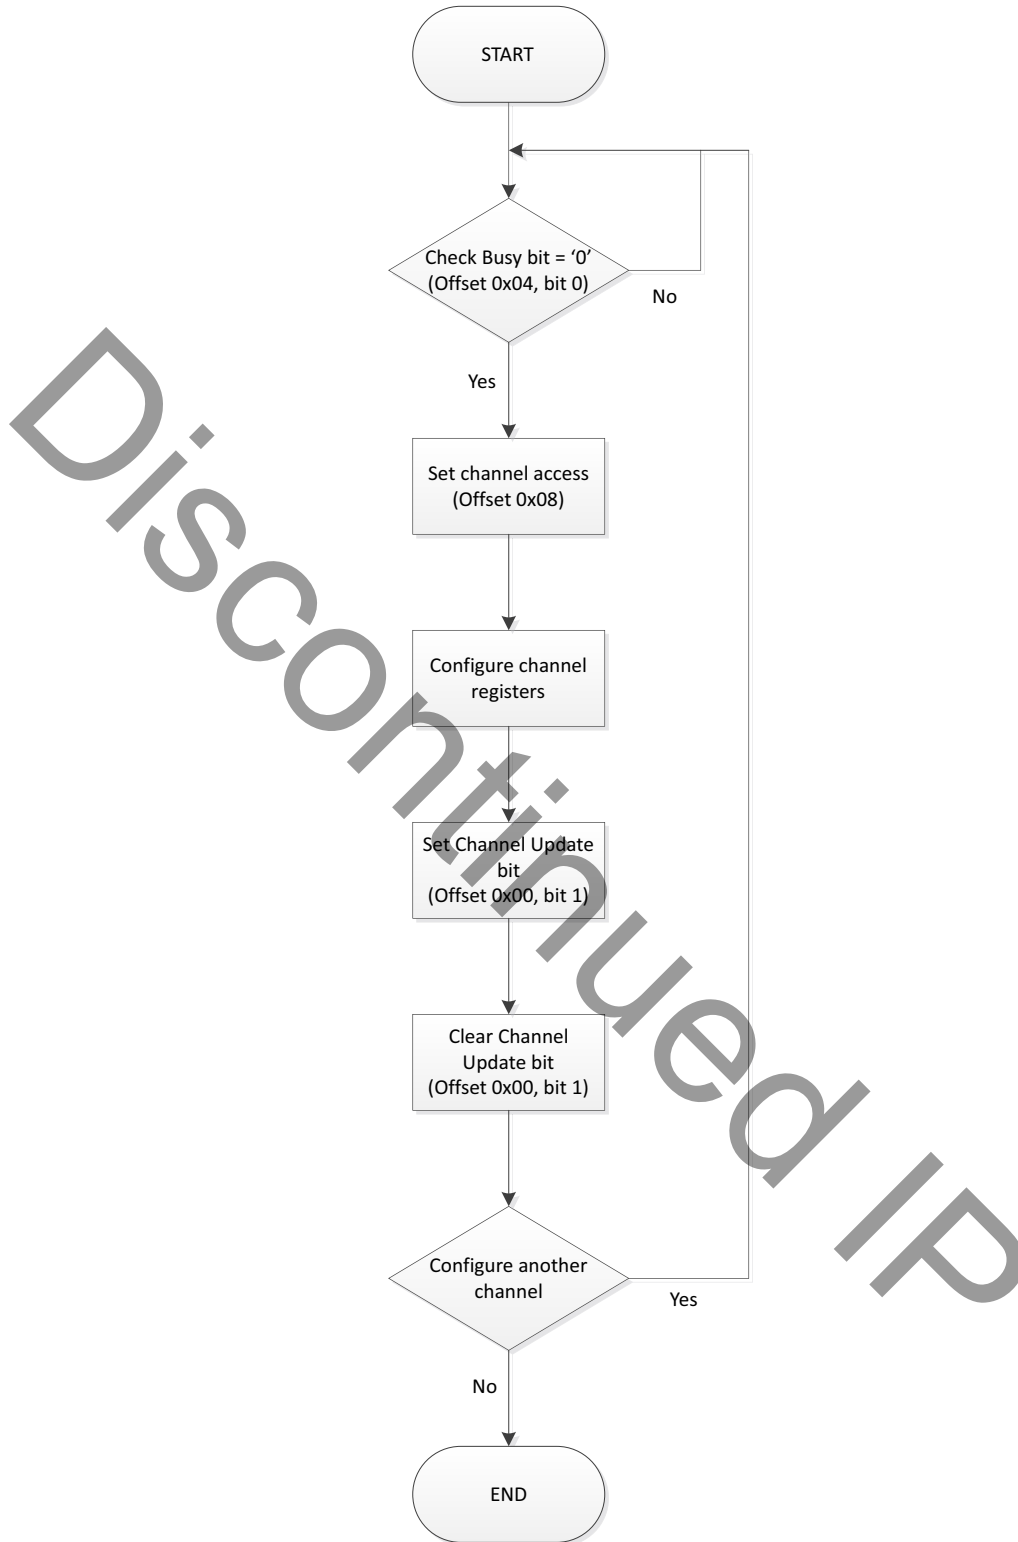 START
Check Busy bit = ‘0’
(Offset 0x04, bit 0)
No
Yes
Set channel access
(Offset 0x08)
Configure channel
registers
Set Channel Update
bit
(Offset 0x00, bit 1)
Clear Channel
Update bit
(Offset 0x00, bit 1)
Configure another
channel
Yes
No
END
Discontinued IP